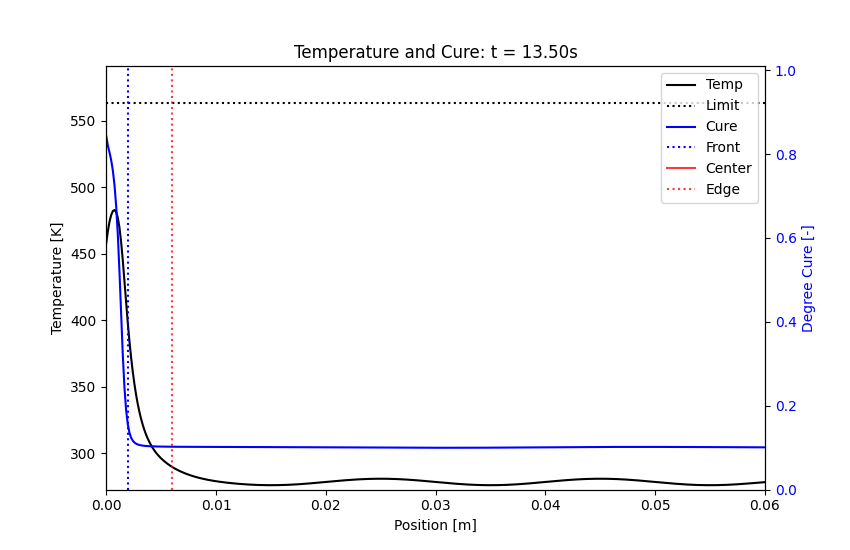 Temperature and Cure: t = 13.50s
Temp
Limit
Cure
Front
Center
Edge
550
500
450
400
350
300
Temperature [K]
1.0
0.8
0.6
0.4
0.2
0.0
Degree Cure [-]
0.00 0.01 0.02 0.03 0.04 0.05 0.06
Position [m]